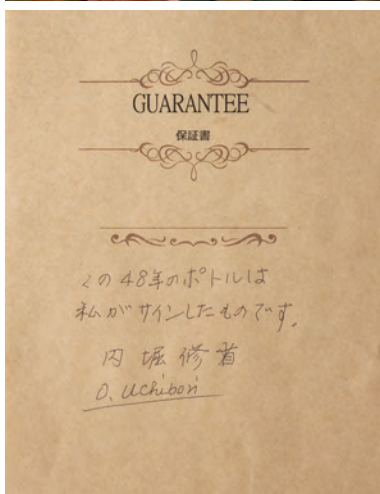 GUARANTEE
保証書
この48年のボトルは
私がサインしたものです。
内堀修省
O. Uchibori